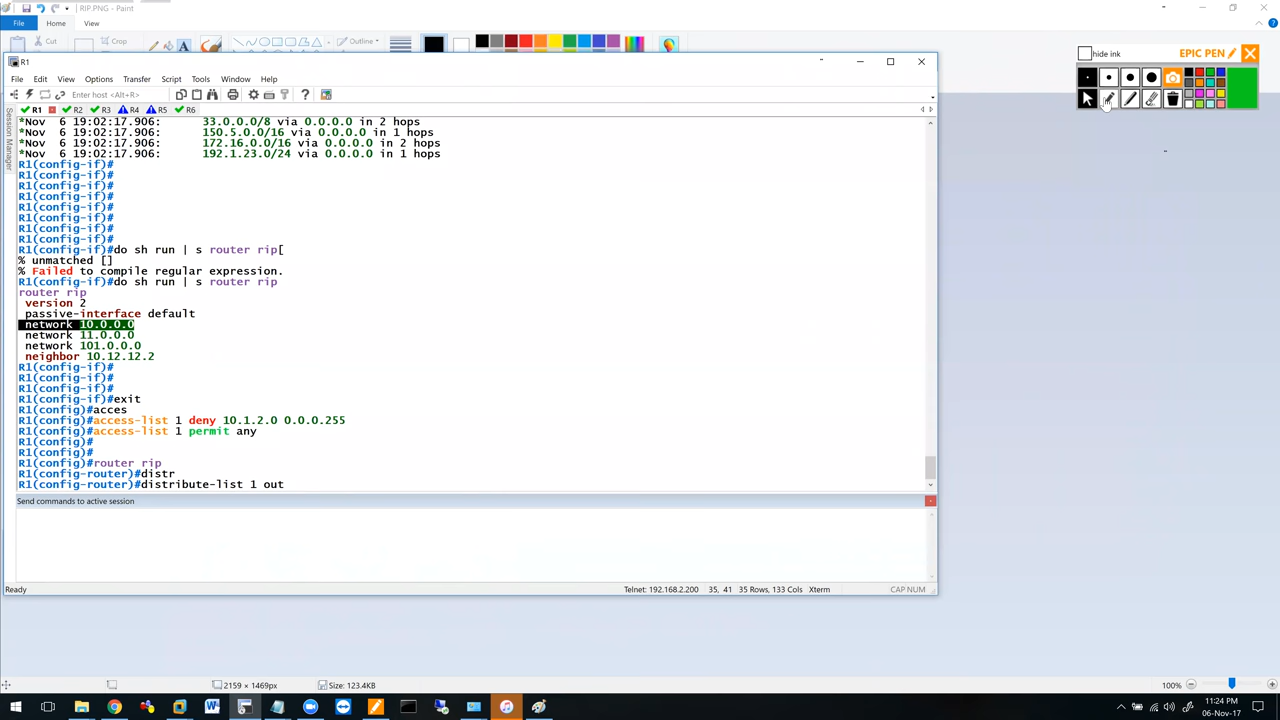 RIP.PNG - Paint
File Home View
Cut Crop Outline
hide ink EPIC PEN
R1
File Edit View Options Transfer Script Tools Window Help
Enter host <Alt+R>
R1 R2 R3 R4 R5 R6
Session Manager
*Nov  6 19:02:17.906:      33.0.0.0/8 via 0.0.0.0 in 2 hops
*Nov  6 19:02:17.906:      150.5.0.0/16 via 0.0.0.0 in 1 hops
*Nov  6 19:02:17.906:      172.16.0.0/16 via 0.0.0.0 in 2 hops
*Nov  6 19:02:17.906:      192.1.23.0/24 via 0.0.0.0 in 1 hops
R1(config-if)#
R1(config-if)#
R1(config-if)#
R1(config-if)#
R1(config-if)#
R1(config-if)#
R1(config-if)#
R1(config-if)#
R1(config-if)#do sh run | s router rip[
% unmatched []
% Failed to compile regular expression.
R1(config-if)#do sh run | s router rip
router rip
version 2
passive-interface default
network 10.0.0.0
network 11.0.0.0
network 101.0.0.0
neighbor 10.12.12.2
R1(config-if)#
R1(config-if)#
R1(config-if)#
R1(config-if)#exit
R1(config)#acces
R1(config)#access-list 1 deny 10.1.2.0 0.0.0.255
R1(config)#access-list 1 permit any
R1(config)#
R1(config)#
R1(config)#router rip
R1(config-router)#distr
R1(config-router)#distribute-list 1 out
Send commands to active session
Ready Telnet: 192.168.2.200 35, 41 35 Rows, 133 Cols Xterm CAP NUM
2159 × 1469px Size: 123.4KB 100%
11:24 PM
06-Nov-17